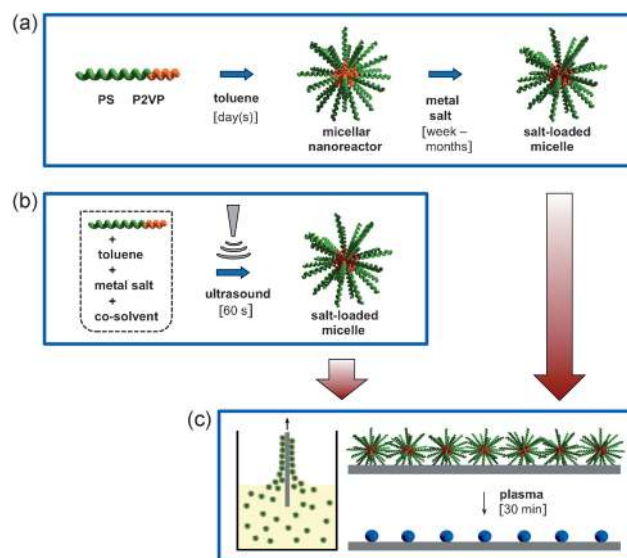 (a)
PS P2VP
toluene
[day(s)]
micellar
nanoreactor
metal
salt
[week –
months]
salt-loaded
micelle
(b)
+
toluene
+
metal salt
+
co-solvent
ultrasound
[60 s]
salt-loaded
micelle
(c)
plasma
[30 min]